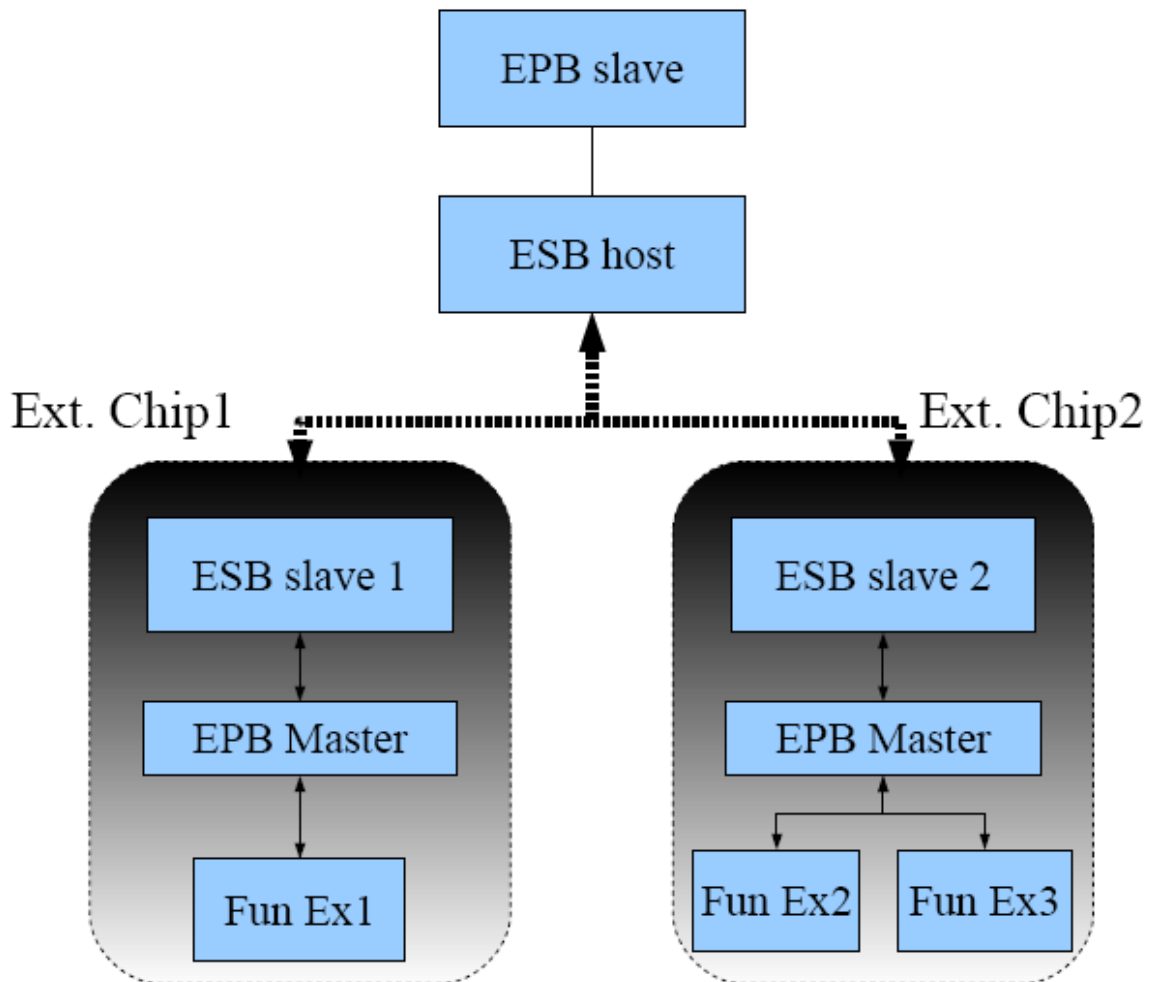 EPB slave
ESB host
Ext. Chip1
Ext. Chip2
ESB slave 1
ESB slave 2
EPB Master
EPB Master
Fun Ex1
Fun Ex2
Fun Ex3